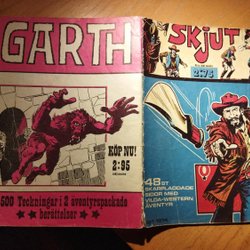 GARTH
KÖP NU!
2:95
500 Teckningar i 2 äventyrspackade
berättelser
SKJUT
2:75
48 ST
SKARPLADDADE
SIDOR MED
VILDA-WESTERN
ÄVENTYR